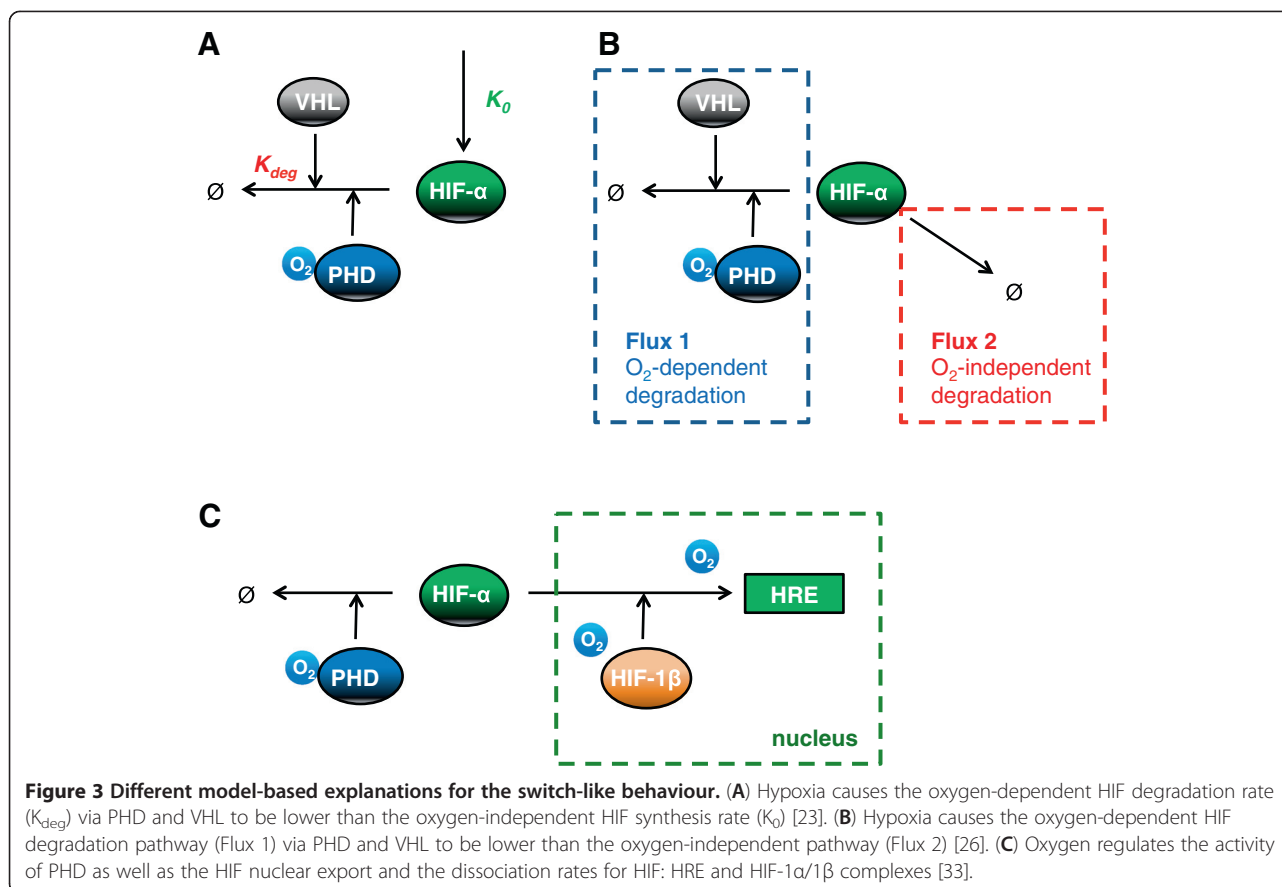 A
VHL
K0
Kdeg
Ø
HIF-α
O2
PHD
B
VHL
Ø
HIF-α
O2
PHD
Ø
Flux 1
O2-dependent
degradation
Flux 2
O2-independent
degradation
C
O2
Ø
HIF-α
HRE
O2
PHD
O2
HIF-1β
nucleus
Figure 3 Different model-based explanations for the switch-like behaviour. (A) Hypoxia causes the oxygen-dependent HIF degradation rate
(Kdeg) via PHD and VHL to be lower than the oxygen-independent HIF synthesis rate (K0) [23]. (B) Hypoxia causes the oxygen-dependent HIF
degradation pathway (Flux 1) via PHD and VHL to be lower than the oxygen-independent pathway (Flux 2) [26]. (C) Oxygen regulates the activity
of PHD as well as the HIF nuclear export and the dissociation rates for HIF: HRE and HIF-1α/1β complexes [33].